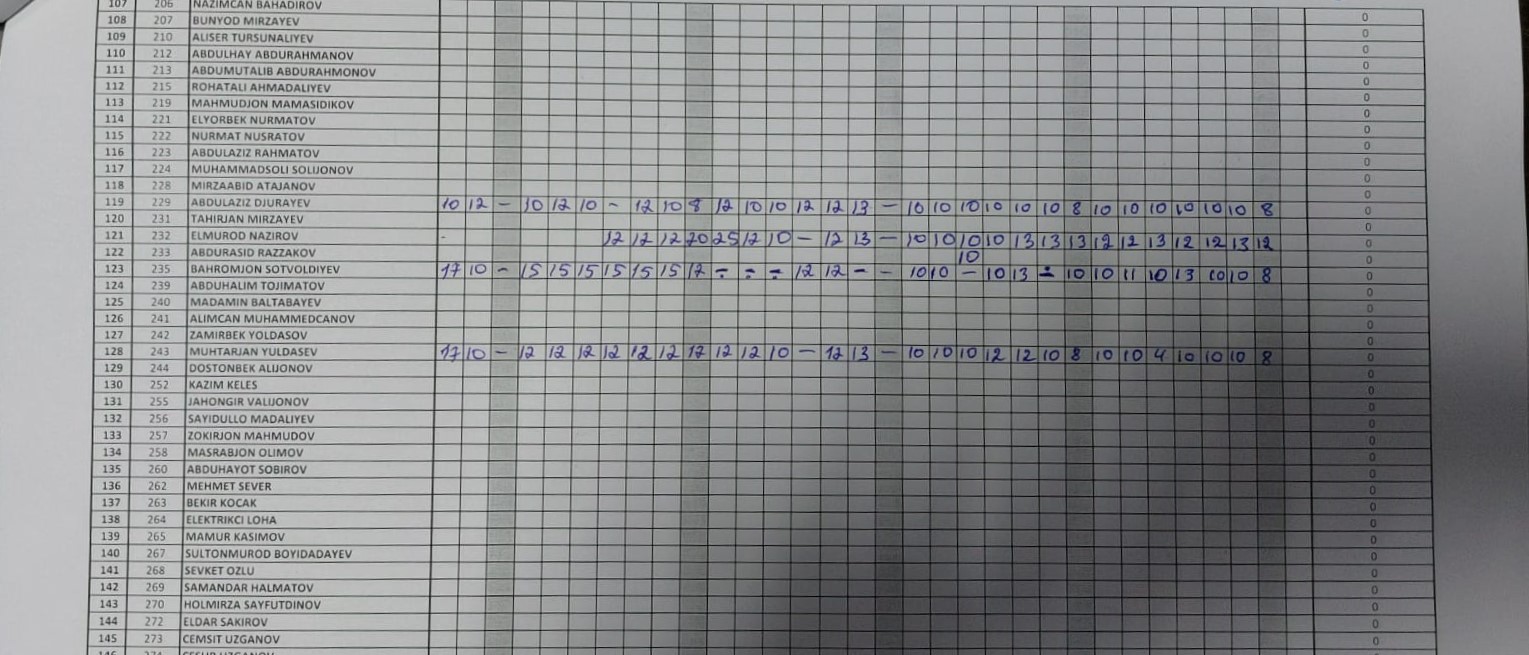 107 206 NAZIMCAN BAHADIROV
108 207 BUNYOD MIRZAYEV 0
109 210 ALISER TURSUNALIYEV 0
110 212 ABDULHAY ABDURAHMANOV 0
111 213 ABDUMUTALIB ABDURAHMONOV 0
112 215 ROHATALI AHMADALIYEV 0
113 219 MAHMUDJON MAMASIDIKOV 0
114 221 ELYORBEK NURMATOV 0
115 222 NURMAT NUSRATOV 0
116 223 ABDULAZIZ RAHMATOV 0
117 224 MUHAMMADSOLI SOLIJONOV 0
118 228 MIRZAABID ATAJANOV 0
119 229 ABDULAZIZ DJURAYEV 10 12 - 10 12 10 - 12 10 8 12 10 10 12 12 13 - 10 10 10 10 10 10 8 10 10 10 10 10 10 8 0
120 231 TAHIRJAN MIRZAYEV 0
121 232 ELMUROD NAZIROV - 12 12 12 20 25 12 10 - 12 13 - 10 10 10 10 13 13 13 12 12 13 12 12 13 12 0
122 233 ABDURASID RAZZAKOV 10 0
123 235 BAHROMJON SOTVOLDIYEV 17 10 - 15 15 15 15 15 15 17 - - - 12 12 - - 10 10 - 10 13 - 10 10 11 10 13 10 10 8 0
124 239 ABDUHALIM TOJIMATOV 0
125 240 MADAMIN BALTABAYEV 0
126 241 ALIMCAN MUHAMMEDCANOV 0
127 242 ZAMIRBEK YOLDASOV 0
128 243 MUHTARJAN YULDASEV 17 10 - 12 12 12 12 12 12 12 12 12 10 - 12 13 - 10 10 10 12 12 10 8 10 10 4 10 10 10 8 0
129 244 DOSTONBEK ALIJONOV 0
130 252 KAZIM KELES 0
131 255 JAHONGIR VALIJONOV 0
132 256 SAYIDULLO MADALIYEV 0
133 257 ZOKIRJON MAHMUDOV 0
134 258 MASRABJON OLIMOV 0
135 260 ABDUHAYOT SOBIROV 0
136 262 MEHMET SEVER 0
137 263 BEKIR KOCAK 0
138 264 ELEKTRIKCI LOHA 0
139 265 MAMUR KASIMOV 0
140 267 SULTONMUROD BOYIDADAYEV 0
141 268 SEVKET OZLU 0
142 269 SAMANDAR HALMATOV 0
143 270 HOLMIRZA SAYFUTDINOV 0
144 272 ELDAR SAKIROV 0
145 273 CEMSIT UZGANOV 0